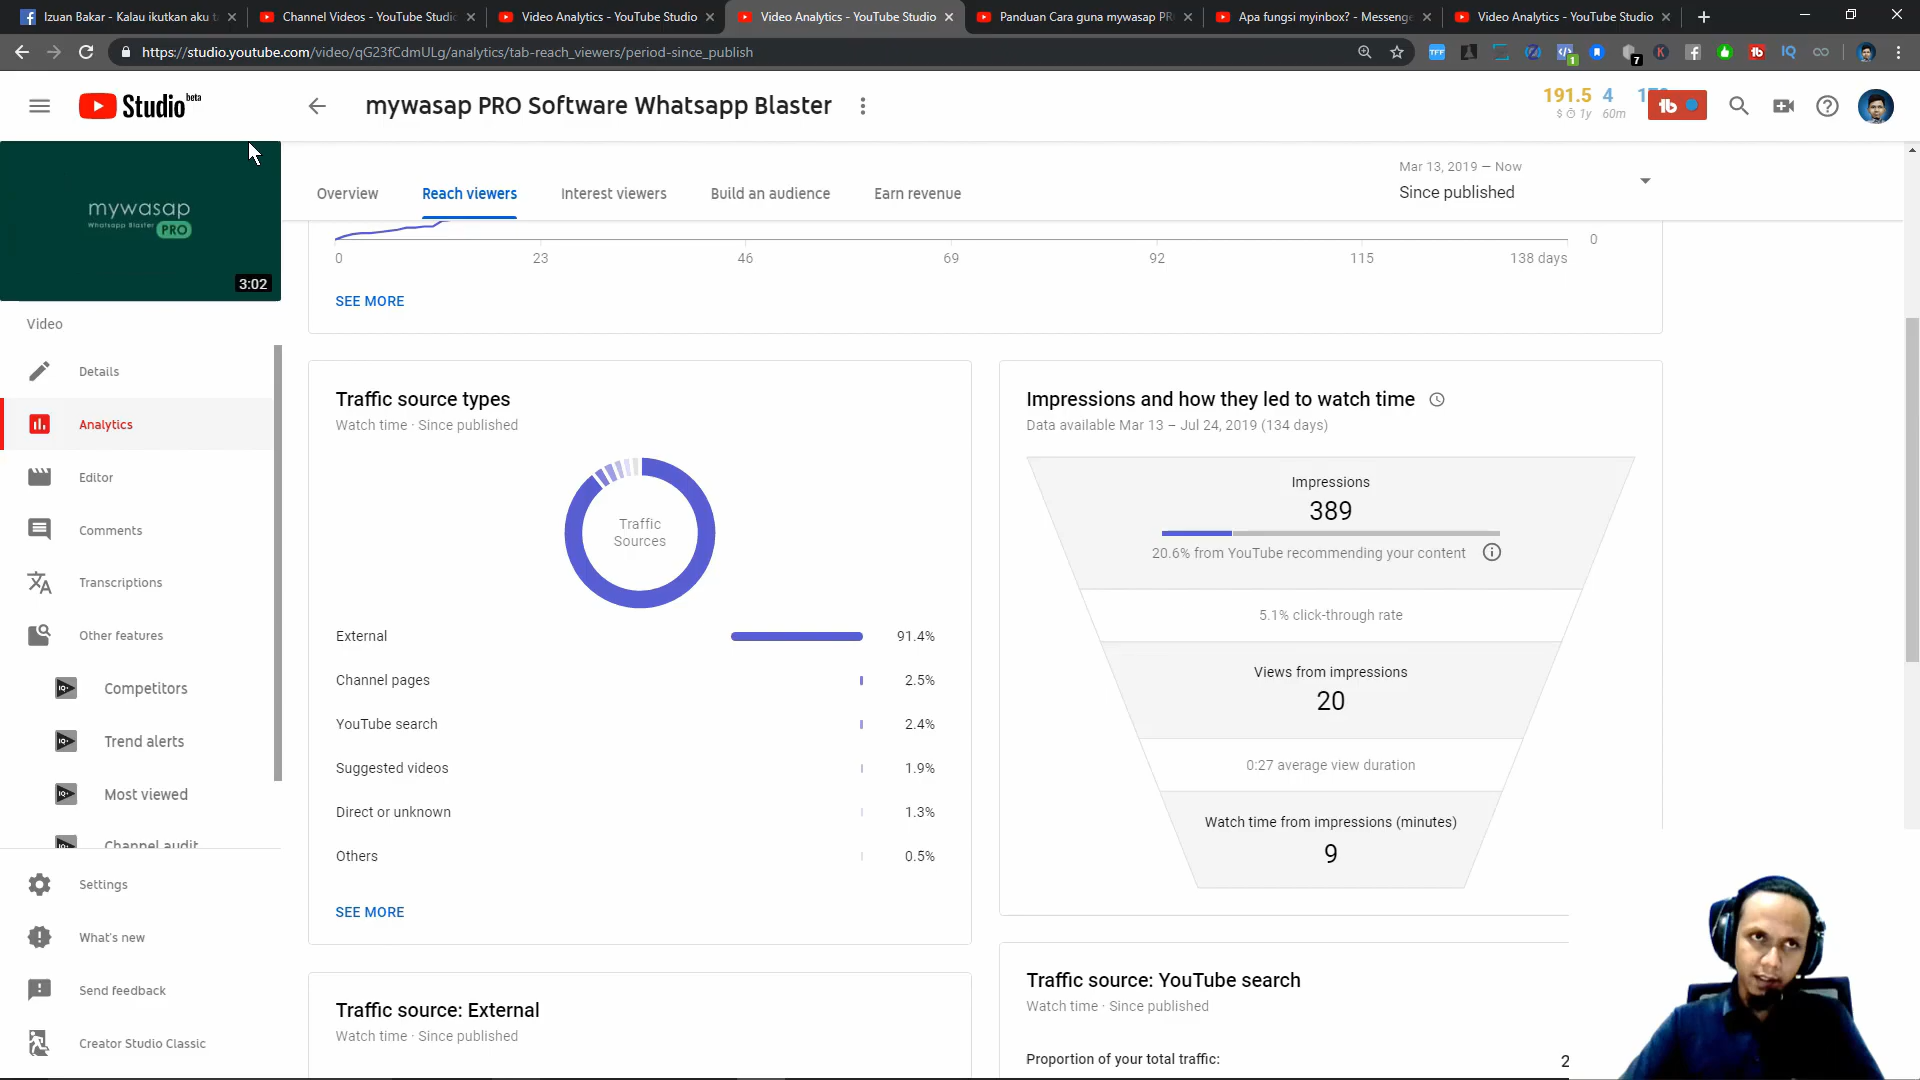 Izuan Bakar - Kalau ikutkan aku t
Channel Videos - YouTube Studio
Video Analytics - YouTube Studio
Video Analytics - YouTube Studio
Panduan Cara guna mywasap PR
Apa fungsi myinbox? - Messenge
Video Analytics - YouTube Studio
https://studio.youtube.com/video/qG23fCdmULg/analytics/tab-reach_viewers/period-since_publish
Studio beta
mywasap PRO Software Whatsapp Blaster
191.5 4
$ 1y 60m
tb
mywasap
Whatsapp Blaster PRO
3:02
Overview
Reach viewers
Interest viewers
Build an audience
Earn revenue
Mar 13, 2019 — Now
Since published
0
0 23 46 69 92 115 138 days
SEE MORE
Video
Details
Analytics
Editor
Comments
Transcriptions
Other features
Competitors
Trend alerts
Most viewed
Channel audit
Settings
What's new
Send feedback
Creator Studio Classic
Traffic source types
Watch time · Since published
Traffic
Sources
External 91.4%
Channel pages 2.5%
YouTube search 2.4%
Suggested videos 1.9%
Direct or unknown 1.3%
Others 0.5%
SEE MORE
Impressions and how they led to watch time
Data available Mar 13 – Jul 24, 2019 (134 days)
Impressions
389
20.6% from YouTube recommending your content
5.1% click-through rate
Views from impressions
20
0:27 average view duration
Watch time from impressions (minutes)
9
Traffic source: External
Watch time · Since published
Traffic source: YouTube search
Watch time · Since published
Proportion of your total traffic: 2